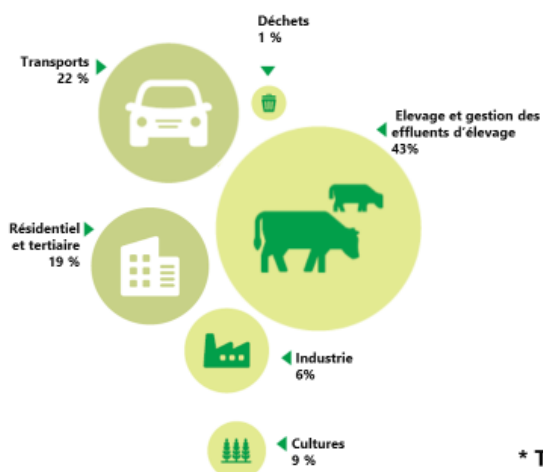 Déchets
1 %
Transports
22 %
Elevage et gestion des
effluents d'élevage
43%
Résidentiel
et tertiaire
19 %
Industrie
6%
Cultures
9 %
* T